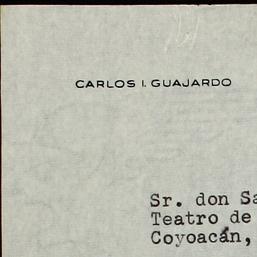 CARLOS I. GUAJARDO
Sr. don Sa
Teatro de
Coyoacán,